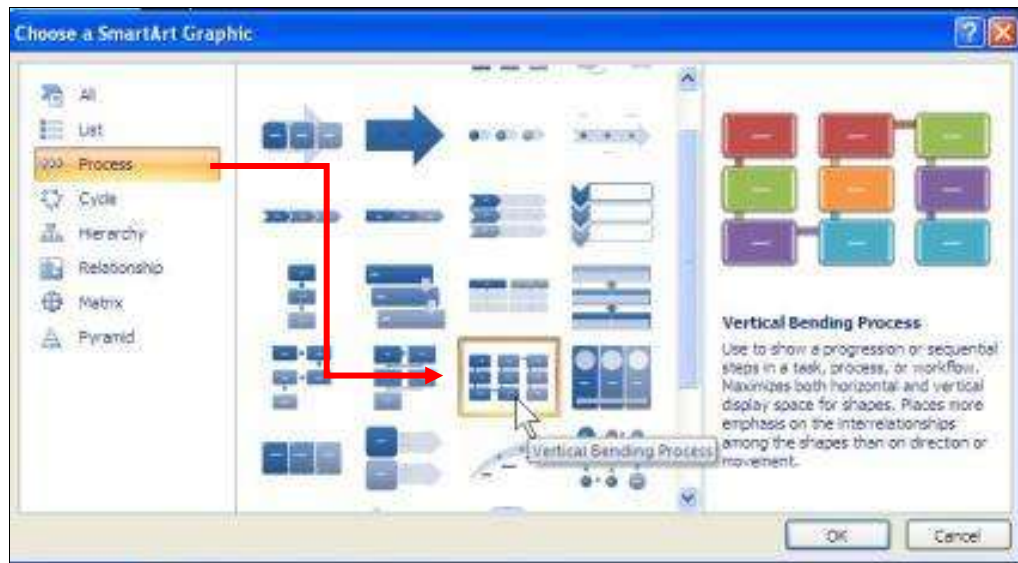 Choose a SmartArt Graphic
All
List
Process
Cycle
Hierarchy
Relationship
Matrix
Pyramid
Vertical Bending Process
Vertical Bending Process
Use to show a progression or sequential
steps in a task, process, or workflow.
Maximizes both horizontal and vertical
display space for shapes. Places more
emphasis on the interrelationships
among the shapes than on direction or
movement.
OK
Cancel